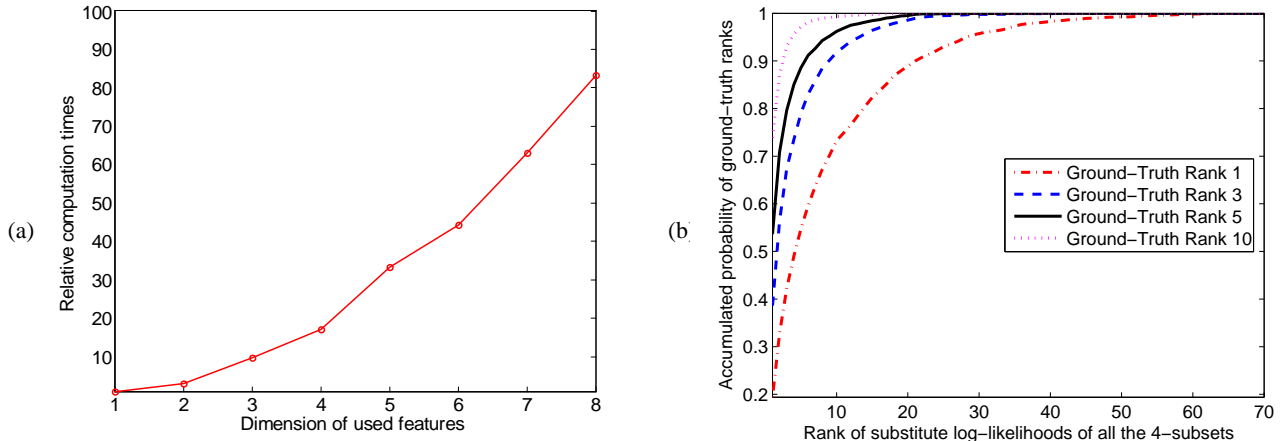 (a)
Relative computation times
100
90
80
70
60
50
40
30
20
10
1 2 3 4 5 6 7 8
Dimension of used features
(b)
Accumulated probability of ground−truth ranks
1
0.9
0.8
0.7
0.6
0.5
0.4
0.3
0.2
Ground−Truth Rank 1
Ground−Truth Rank 3
Ground−Truth Rank 5
Ground−Truth Rank 10
10 20 30 40 50 60 70
Rank of substitute log−likelihoods of all the 4−subsets